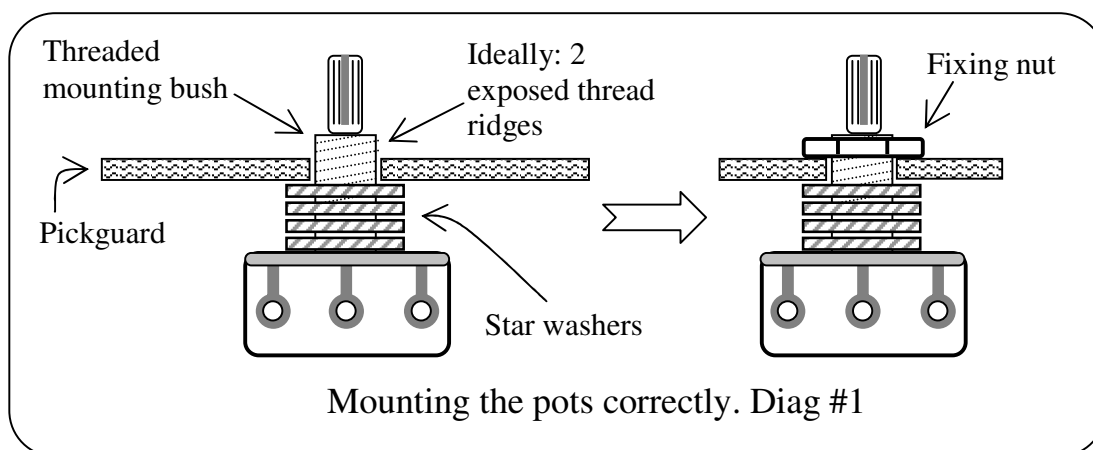 Threaded
mounting bush
Ideally: 2
exposed thread
ridges
Fixing nut
Pickguard
Star washers
Mounting the pots correctly. Diag #1